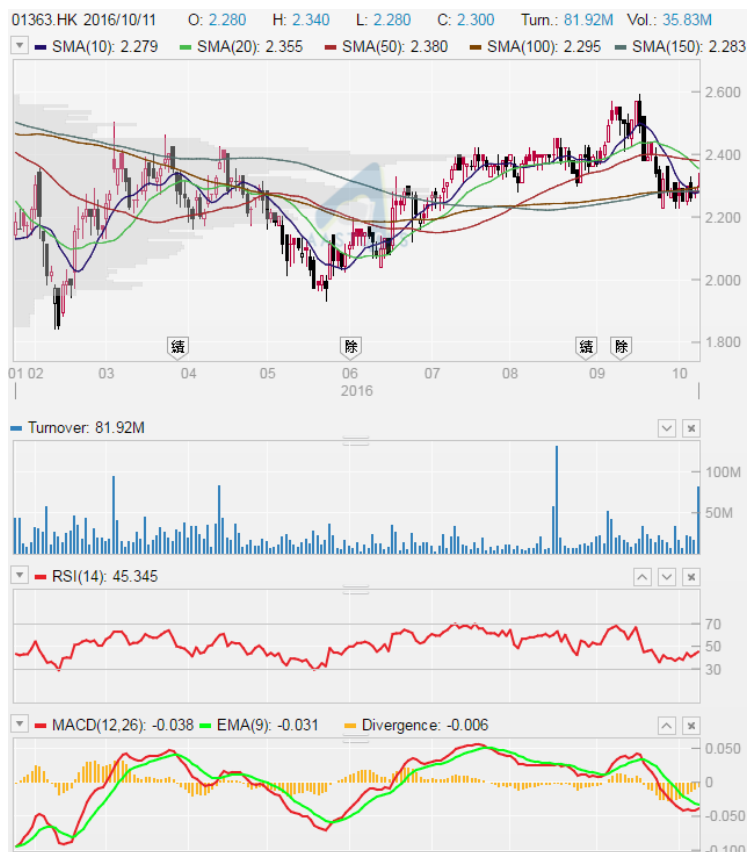 01363.HK 2016/10/11 O: 2.280 H: 2.340 L: 2.280 C: 2.300 Turn.: 81.92M Vol.: 35.83M
SMA(10): 2.279 SMA(20): 2.355 SMA(50): 2.380 SMA(100): 2.295 SMA(150): 2.283
2.600
2.400
2.200
2.000
1.800
績 除 績 除
01 02 03 04 05 06 07 08 09 10
2016
Turnover: 81.92M
100M
50M
RSI(14): 45.345
70
50
30
MACD(12,26): -0.038 EMA(9): -0.031 Divergence: -0.006
0.050
0
-0.050
-0.100